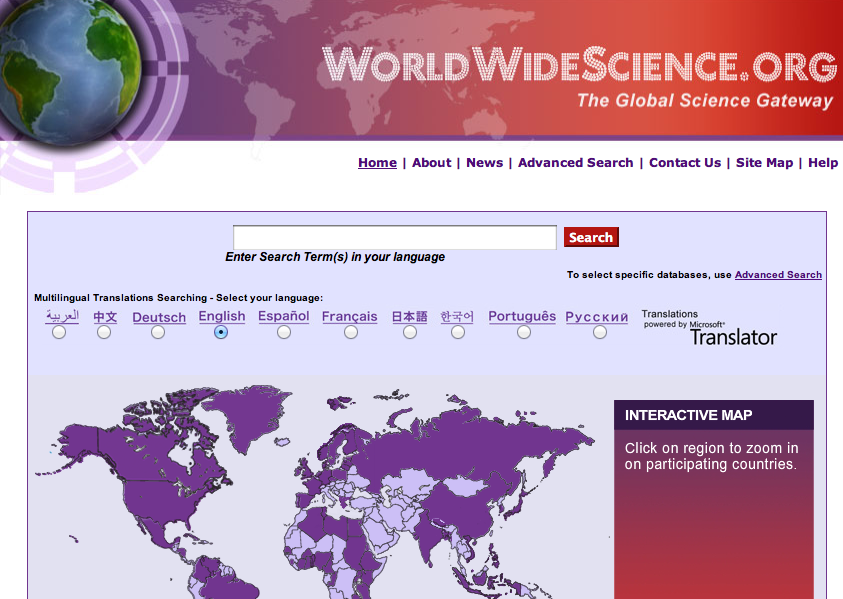 WORLDWIDESCIENCE.ORG
The Global Science Gateway
Home | About | News | Advanced Search | Contact Us | Site Map | Help
Search
Enter Search Term(s) in your language
To select specific databases, use Advanced Search
Multilingual Translations Searching - Select your language:
العربية 中文 Deutsch English Español Français 日本語 한국어 Português Русский
Translations
powered by Microsoft®
Translator
INTERACTIVE MAP
Click on region to zoom in
on participating countries.